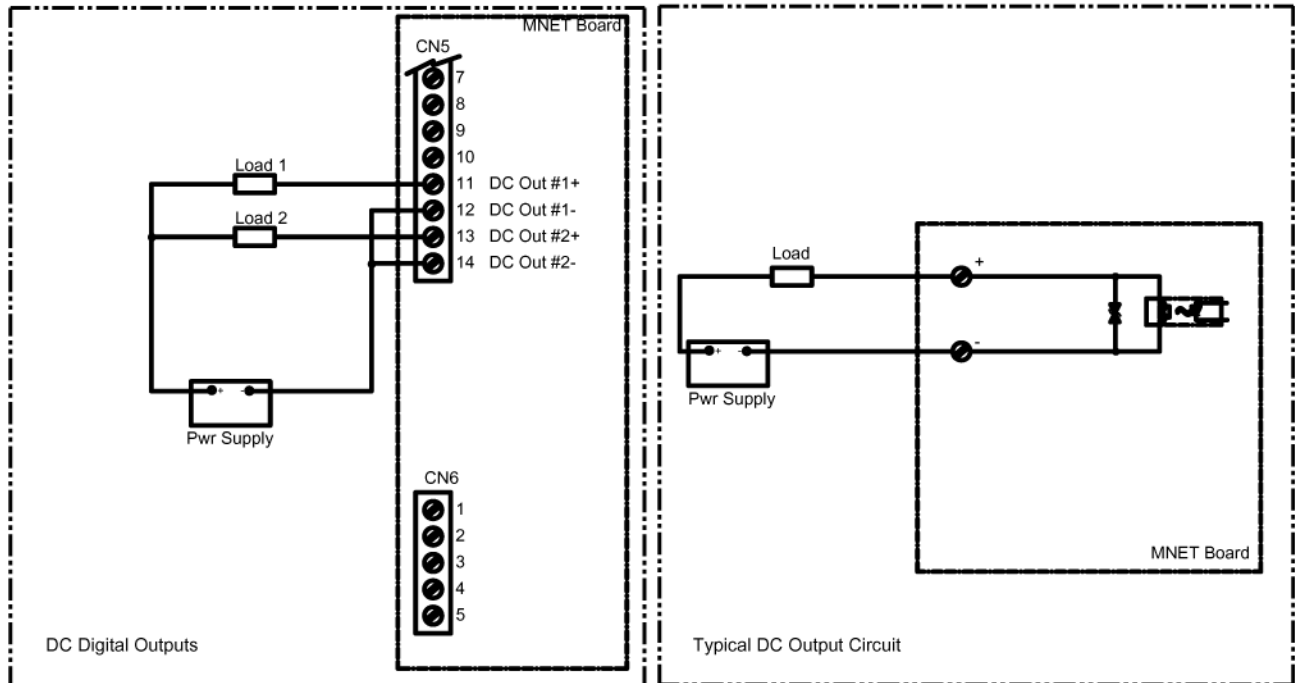 MNET Board
CN5
7
8
9
10
11 DC Out #1+
12 DC Out #1-
13 DC Out #2+
14 DC Out #2-
Load 1
Load 2
+ -
Pwr Supply
CN6
1
2
3
4
5
DC Digital Outputs
Load
+
-
+ -
Pwr Supply
MNET Board
Typical DC Output Circuit